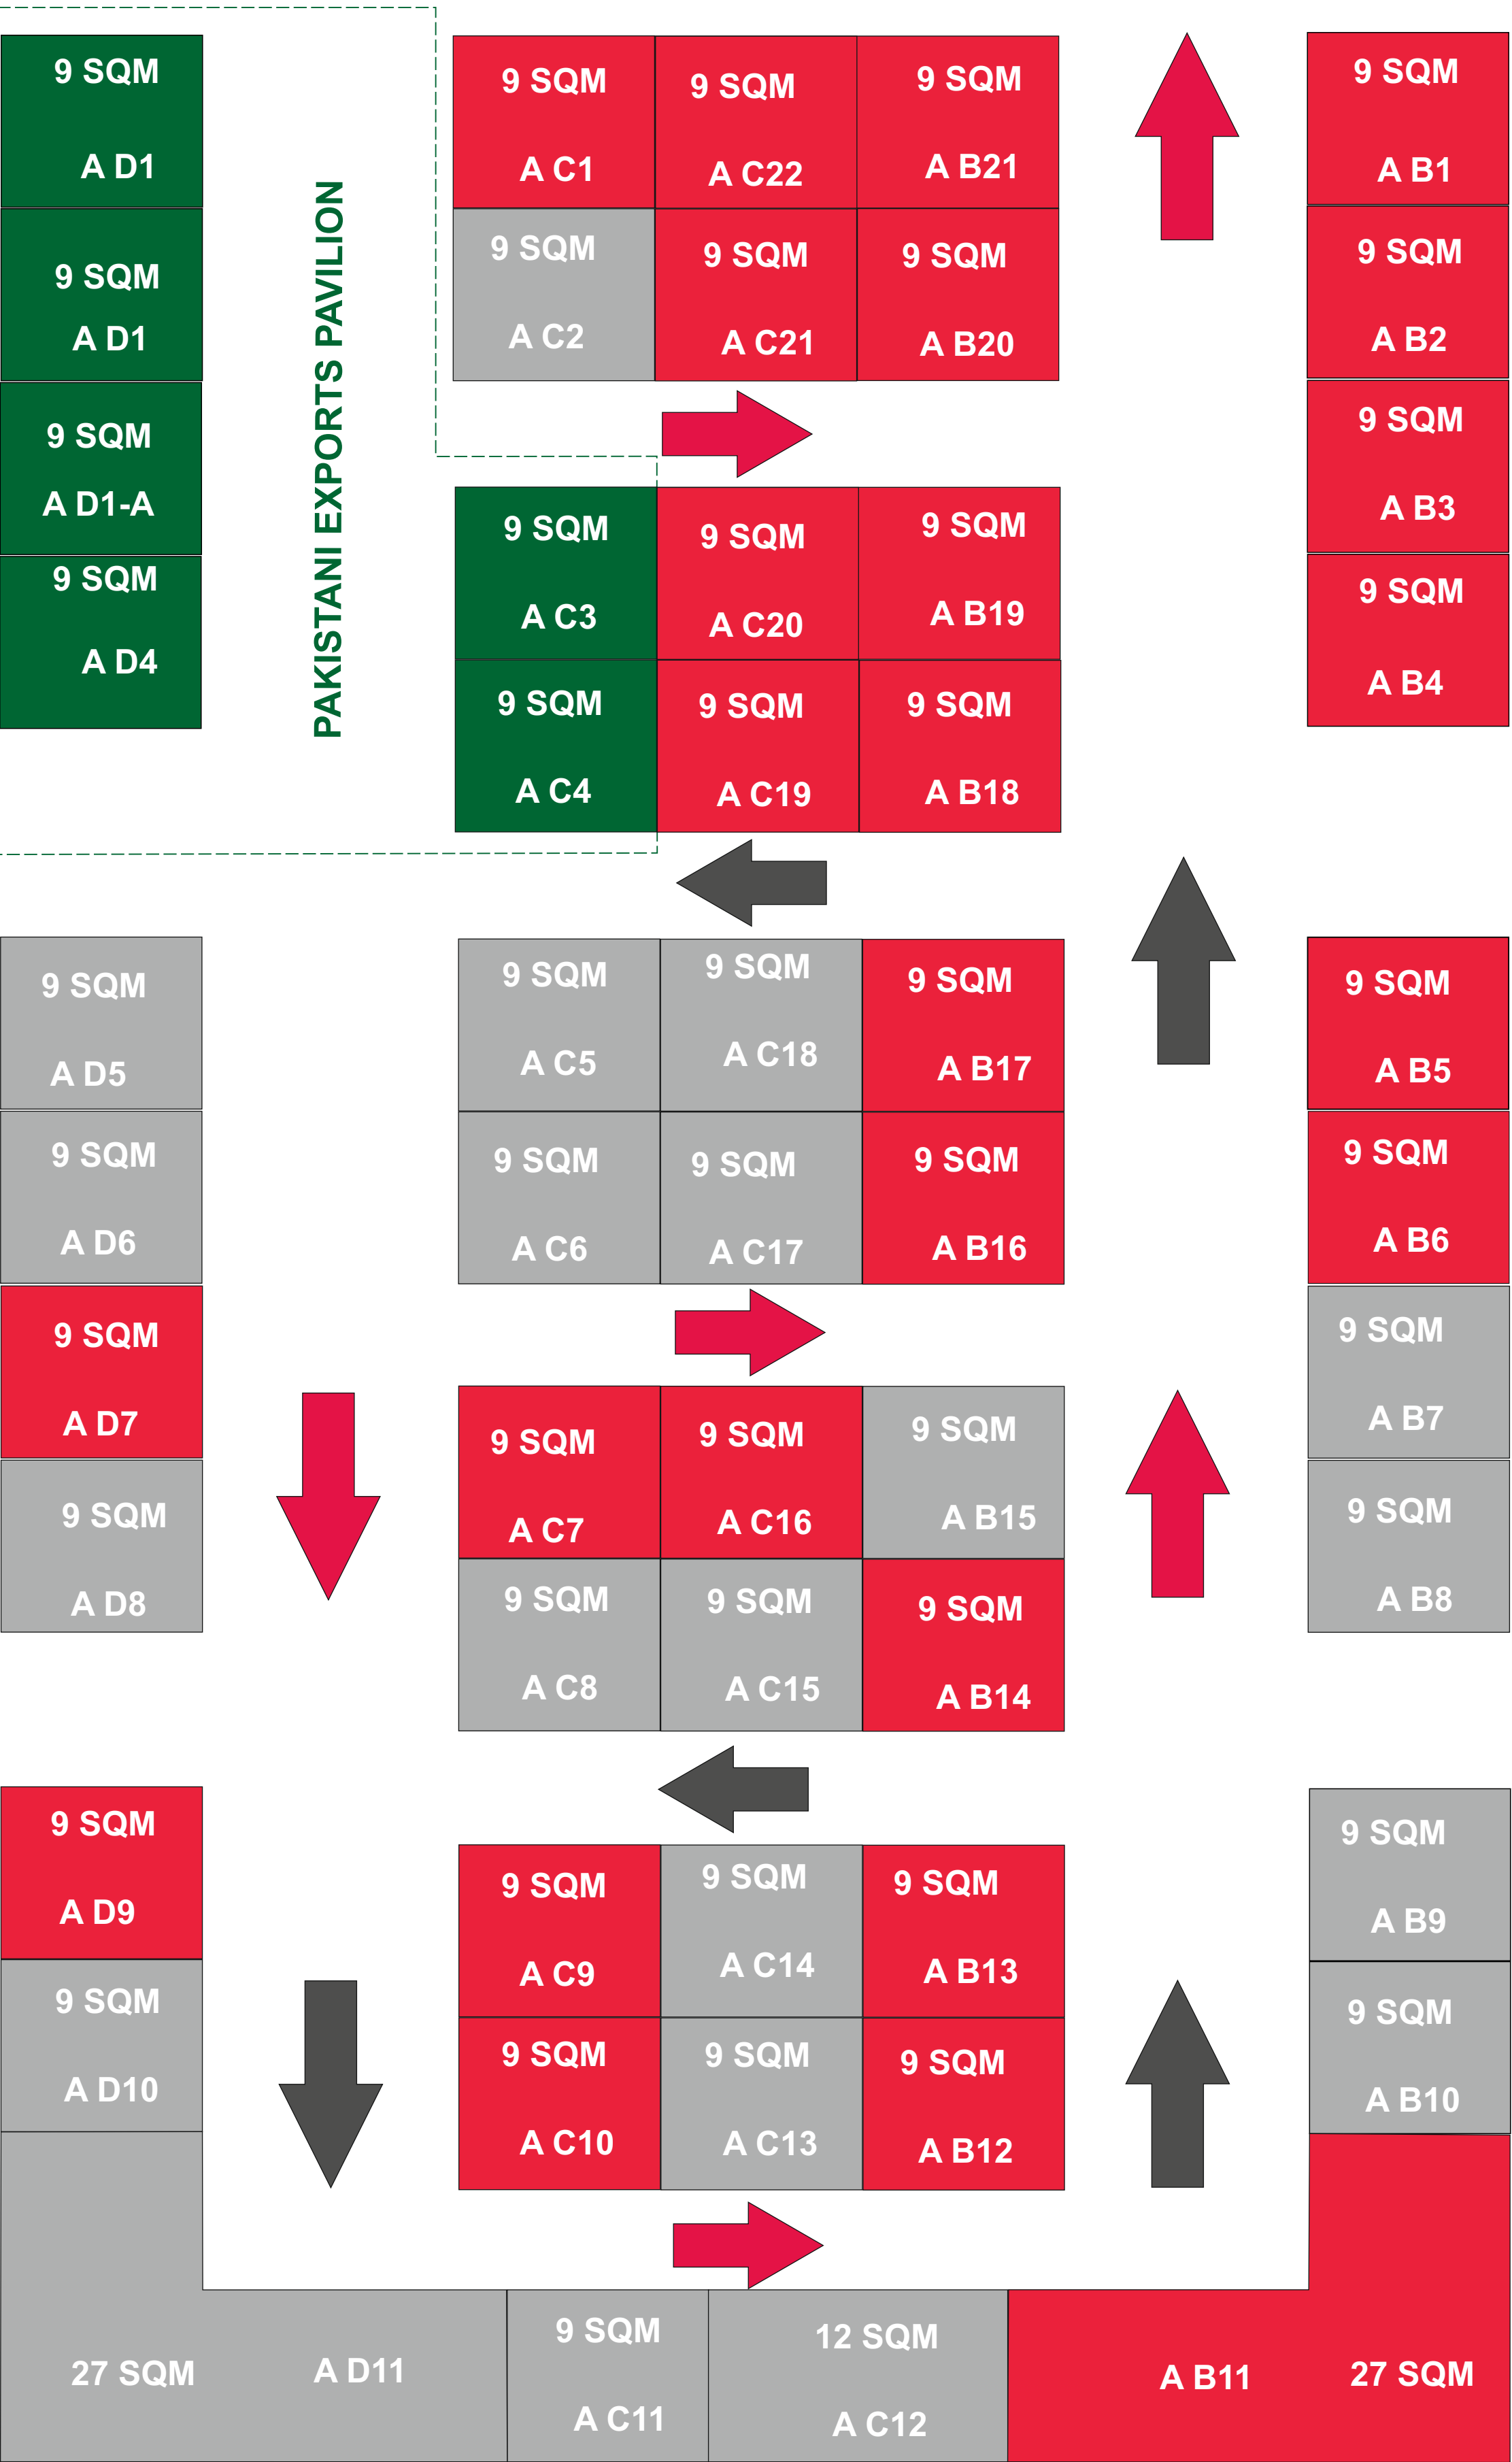 9 SQM
A D1
9 SQM
A D1
9 SQM
A D1-A
9 SQM
A D4
PAKISTANI EXPORTS PAVILION
9 SQM
A C1
9 SQM
A C22
9 SQM
A B21
9 SQM
A C2
9 SQM
A C21
9 SQM
A B20
9 SQM
A B1
9 SQM
A B2
9 SQM
A B3
9 SQM
A B4
9 SQM
A C3
9 SQM
A C20
9 SQM
A B19
9 SQM
A C4
9 SQM
A C19
9 SQM
A B18
9 SQM
A D5
9 SQM
A D6
9 SQM
A D7
9 SQM
A D8
9 SQM
A C5
9 SQM
A C18
9 SQM
A B17
9 SQM
A C6
9 SQM
A C17
9 SQM
A B16
9 SQM
A B5
9 SQM
A B6
9 SQM
A B7
9 SQM
A B8
9 SQM
A C7
9 SQM
A C16
9 SQM
A B15
9 SQM
A C8
9 SQM
A C15
9 SQM
A B14
9 SQM
A D9
9 SQM
A D10
9 SQM
A C9
9 SQM
A C14
9 SQM
A B13
9 SQM
A C10
9 SQM
A C13
9 SQM
A B12
9 SQM
A B9
9 SQM
A B10
27 SQM
A D11
9 SQM
A C11
12 SQM
A C12
A B11
27 SQM